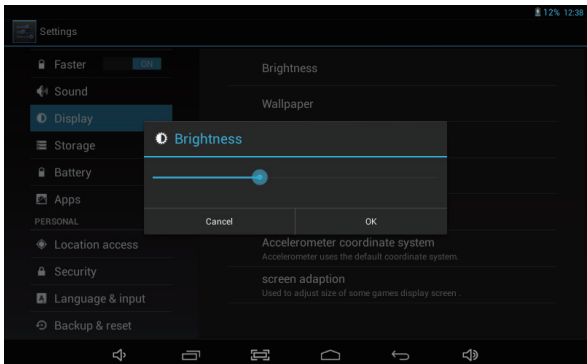 12% 12:38
Settings
Faster ON
Brightness
Sound
Wallpaper
Display
Brightness
Storage
Battery
Cancel OK
Apps
PERSONAL
Location access
Accelerometer coordinate system
Accelerometer uses the default coordinate system.
Security
screen adaption
Used to adjust size of some games display screen .
Language & input
A
Backup & reset